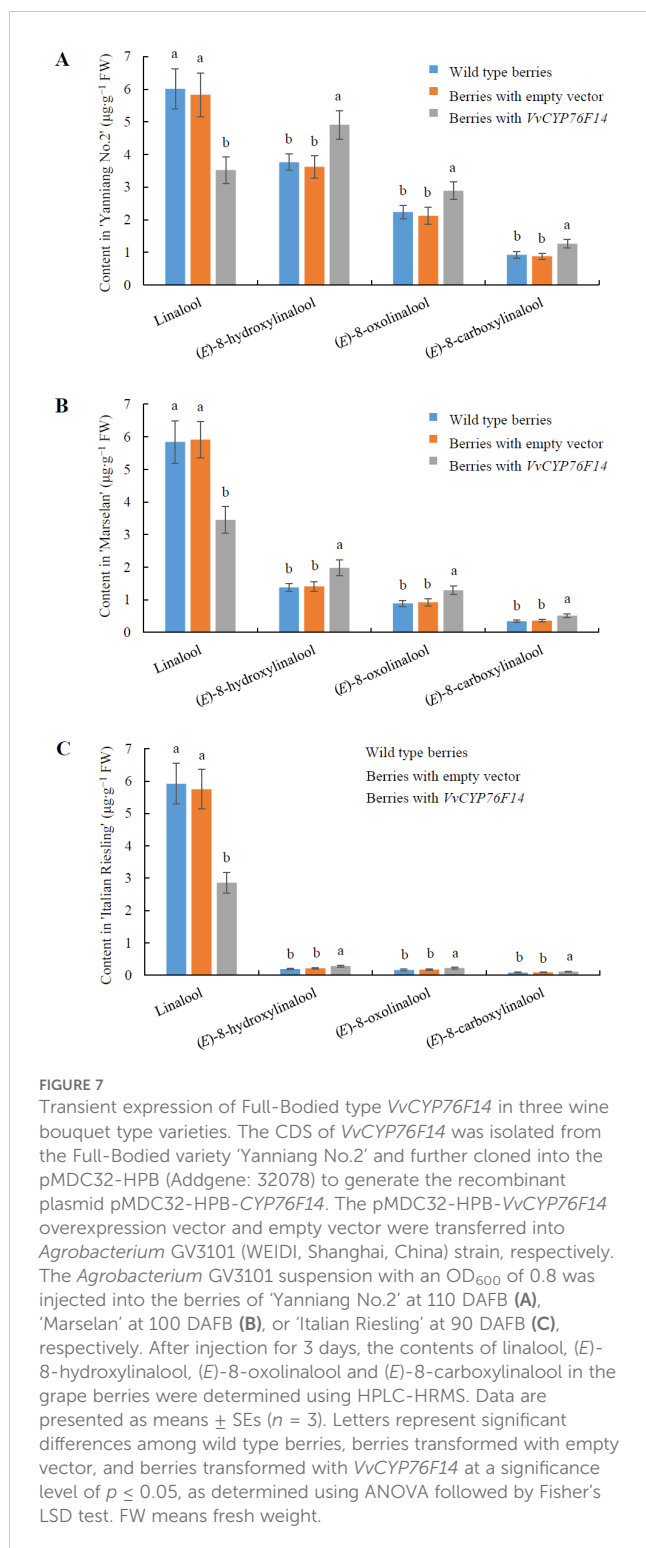 A
Content in 'Yanniang No.2' (µg·g⁻¹ FW)
7
6
5
4
3
2
1
0
a
a
b
b
b
a
b
b
a
b
b
a
Wild type berries
Berries with empty vector
Berries with VvCYP76F14
Linalool
(E)-8-hydroxylinalool
(E)-8-oxolinalool
(E)-8-carboxylinalool
B
Content in 'Marselan' (µg·g⁻¹ FW)
7
6
5
4
3
2
1
0
a
a
b
b
b
a
b
b
a
b
b
a
Wild type berries
Berries with empty vector
Berries with VvCYP76F14
Linalool
(E)-8-hydroxylinalool
(E)-8-oxolinalool
(E)-8-carboxylinalool
C
Content in 'Italian Riesling' (µg·g⁻¹ FW)
7
6
5
4
3
2
1
0
a
a
b
b
b
a
b
b
a
b
b
a
Wild type berries
Berries with empty vector
Berries with VvCYP76F14
Linalool
(E)-8-hydroxylinalool
(E)-8-oxolinalool
(E)-8-carboxylinalool
FIGURE 7
Transient expression of Full-Bodied type VvCYP76F14 in three wine
bouquet type varieties. The CDS of VvCYP76F14 was isolated from
the Full-Bodied variety 'Yanniang No.2' and further cloned into the
pMDC32-HPB (Addgene: 32078) to generate the recombinant
plasmid pMDC32-HPB-CYP76F14. The pMDC32-HPB-VvCYP76F14
overexpression vector and empty vector were transferred into
Agrobacterium GV3101 (WEIDI, Shanghai, China) strain, respectively.
The Agrobacterium GV3101 suspension with an OD₆₀₀ of 0.8 was
injected into the berries of 'Yanniang No.2' at 110 DAFB (A),
'Marselan' at 100 DAFB (B), or 'Italian Riesling' at 90 DAFB (C),
respectively. After injection for 3 days, the contents of linalool, (E)-
8-hydroxylinalool, (E)-8-oxolinalool and (E)-8-carboxylinalool in the
grape berries were determined using HPLC-HRMS. Data are
presented as means ± SEs (n = 3). Letters represent significant
differences among wild type berries, berries transformed with empty
vector, and berries transformed with VvCYP76F14 at a significance
level of p ≤ 0.05, as determined using ANOVA followed by Fisher's
LSD test. FW means fresh weight.